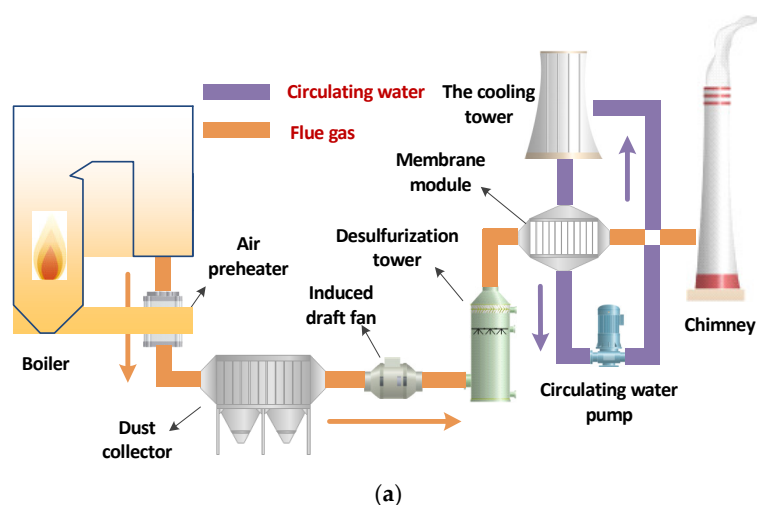 Circulating water
Flue gas
The cooling
tower
Membrane
module
Desulfurization
tower
Air
preheater
Induced
draft fan
Boiler
Chimney
Circulating water
pump
Dust
collector
(a)